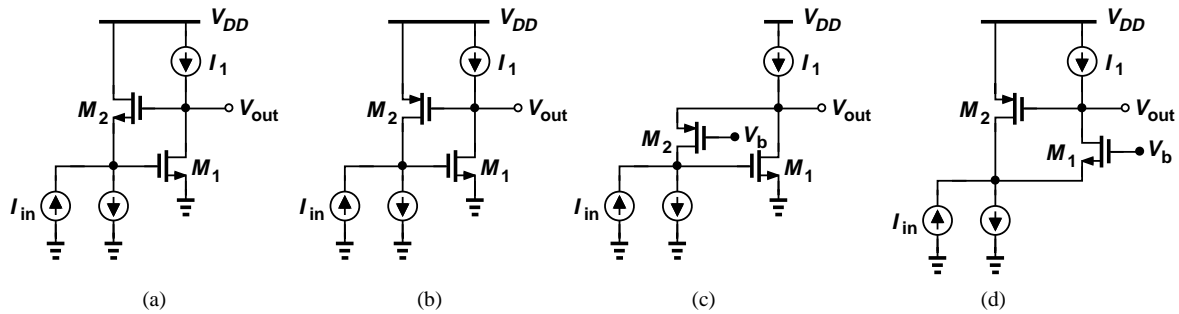 V_DD
I_1
M_2
V_out
M_1
I_in
(a)
V_DD
I_1
M_2
V_out
M_1
I_in
(b)
V_DD
I_1
V_out
M_2
V_b
M_1
I_in
(c)
V_DD
I_1
M_2
V_out
M_1
V_b
I_in
(d)